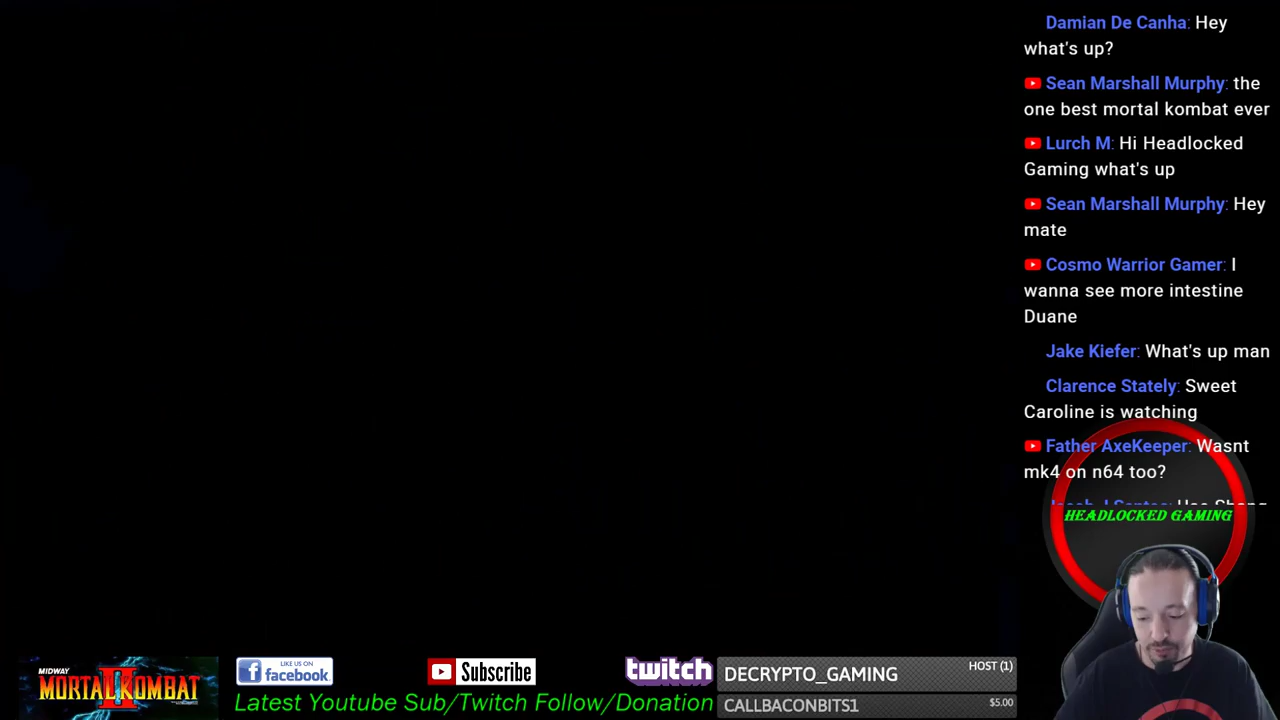 Damian De Canha: Hey
what's up?
Sean Marshall Murphy: the
one best mortal kombat ever
Lurch M: Hi Headlocked
Gaming what's up
Sean Marshall Murphy: Hey
mate
Cosmo Warrior Gamer: I
wanna see more intestine
Duane
Jake Kiefer: What's up man
Clarence Stately: Sweet
Caroline is watching
Father AxeKeeper: Wasnt
mk4 on n64 too?
HEADLOCKED GAMING
MIDWAY
MORTAL KOMBAT
II
LIKE US ON
facebook
Subscribe
twitch
DECRYPTO_GAMING
HOST (1)
Latest Youtube Sub/Twitch Follow/Donation
CALLBACONBITS1
$5.00